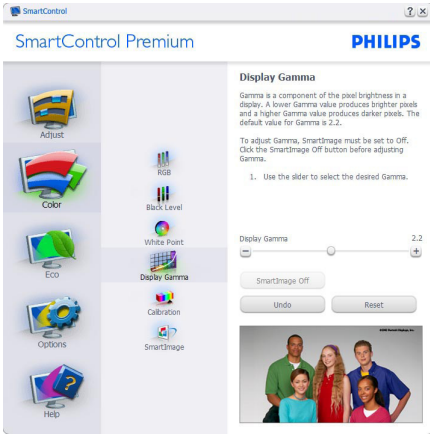 SmartControl
? ×
SmartControl Premium
PHILIPS
Adjust
Color
Eco
Options
Help
RGB
Black Level
White Point
Display Gamma
Calibration
SmartImage
Display Gamma
Gamma is a component of the pixel brightness in a
display. A lower Gamma value produces brighter pixels
and a higher Gamma value produces darker pixels. The
default value for Gamma is 2.2.
To adjust Gamma, SmartImage must be set to Off.
Click the SmartImage Off button before adjusting
Gamma.
1. Use the slider to select the desired Gamma.
Display Gamma 2.2
SmartImage Off
Undo Reset